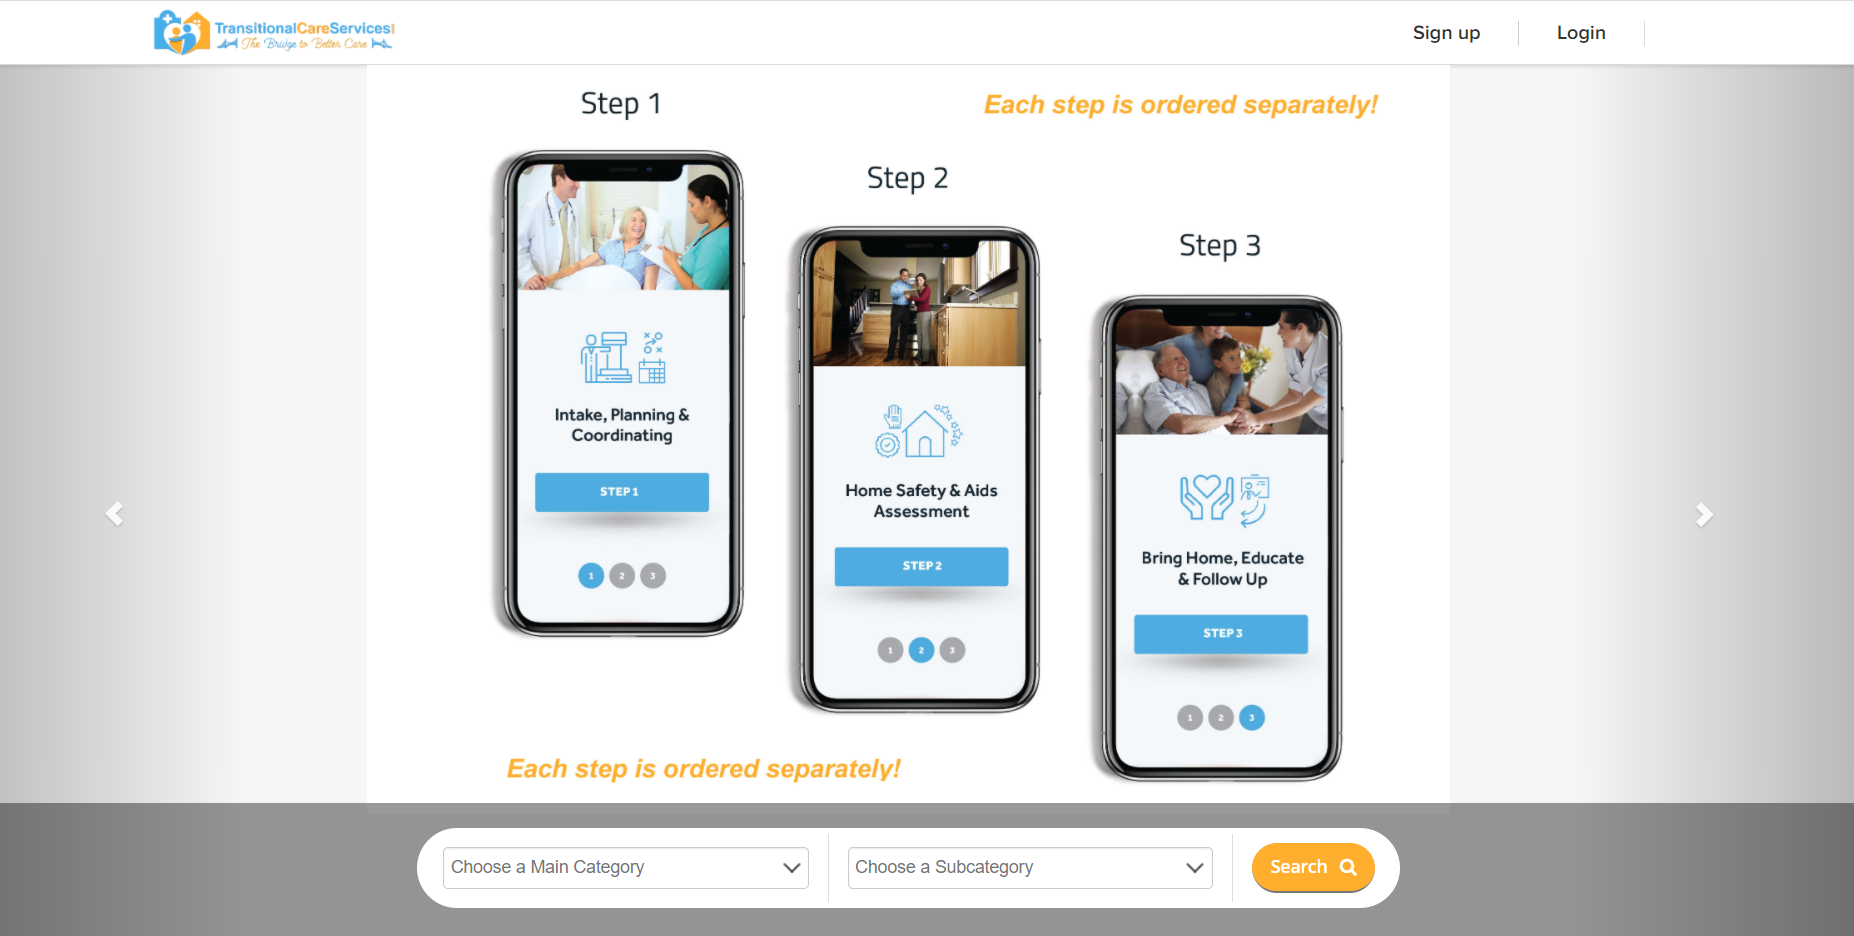 TransitionalCareServices!
The Bridge to Better Care
Sign up
Login
Step 1
Each step is ordered separately!
Step 2
Step 3
Intake, Planning &
Coordinating
STEP 1
1 2 3
Home Safety & Aids
Assessment
STEP 2
1 2 3
Bring Home, Educate
& Follow Up
STEP 3
1 2 3
Each step is ordered separately!
Choose a Main Category
Choose a Subcategory
Search